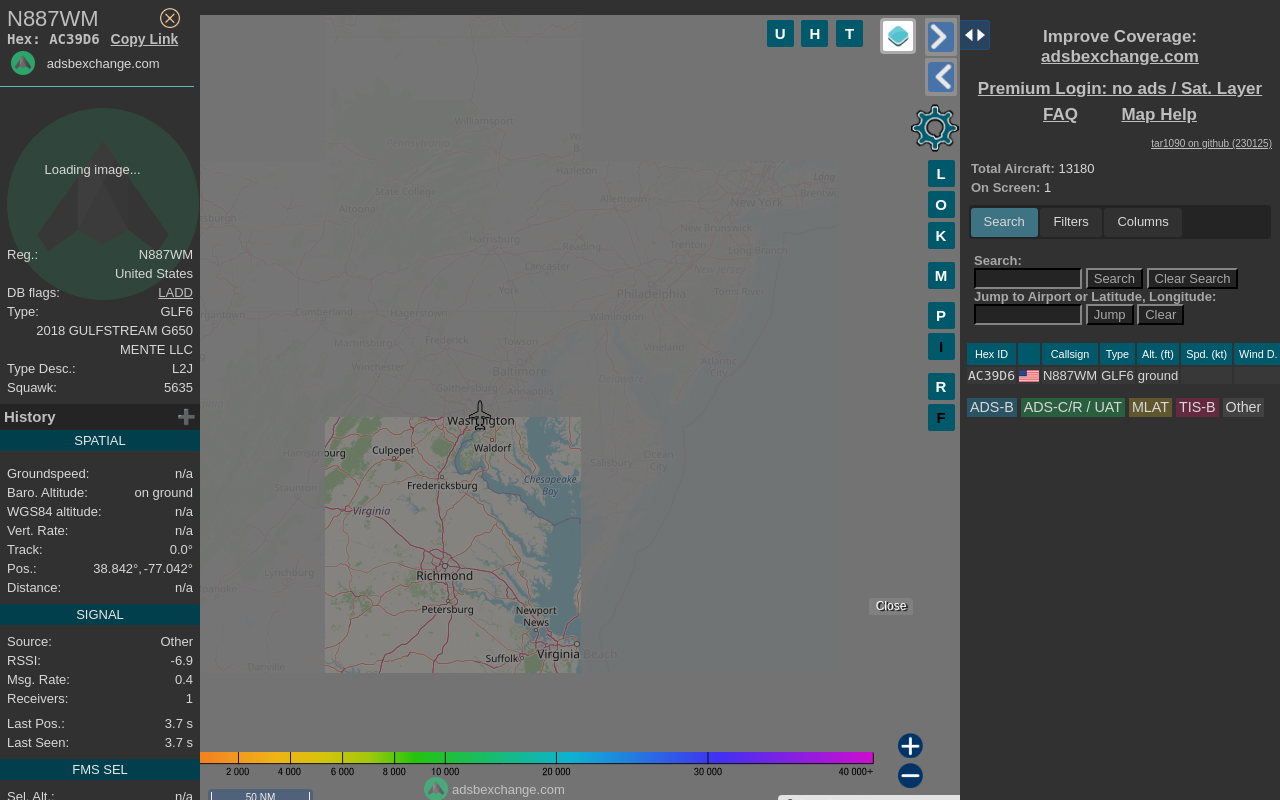 N887WM
Hex: AC39D6 Copy Link
adsbexchange.com
Loading image...
Reg.: N887WM
United States
DB flags: LADD
Type: GLF6
2018 GULFSTREAM G650
MENTE LLC
Type Desc.: L2J
Squawk: 5635
History
SPATIAL
Groundspeed: n/a
Baro. Altitude: on ground
WGS84 altitude: n/a
Vert. Rate: n/a
Track: 0.0°
Pos.: 38.842°, -77.042°
Distance: n/a
SIGNAL
Source: Other
RSSI: -6.9
Msg. Rate: 0.4
Receivers: 1
Last Pos.: 3.7 s
Last Seen: 3.7 s
FMS SEL
Sel. Alt.: n/a
U H T
L
O
K
M
P
I
R
F
Williamsport
Hazleton
State College
Altoona
Allentown
New York
Long
Harrisburg
Reading
New Brunswick
Trenton
Long Branch
Lancaster
New Jersey
York
Philadelphia
Toms River
Cumberland
Wilmington
Martinsburg
Frederick
Vineland
Winchester
Baltimore
Atlantic
City
Gaithersburg
Annapolis
Washington
Culpeper
Waldorf
Ocean
City
Salisbury
Fredericksburg
Chesapeake
Bay
Staunton
Virginia
Lynchburg
Richmond
Petersburg
Newport
News
Suffolk
Virginia Beach
Danville
Close
2 000 4 000 6 000 8 000 10 000 20 000 30 000 40 000+
adsbexchange.com
50 NM
Improve Coverage:
adsbexchange.com
Premium Login: no ads / Sat. Layer
FAQ Map Help
tar1090 on github (230125)
Total Aircraft: 13180
On Screen: 1
Search Filters Columns
Search:
Search Clear Search
Jump to Airport or Latitude, Longitude:
Jump Clear
Hex ID Callsign Type Alt. (ft) Spd. (kt) Wind D.
AC39D6 N887WM GLF6 ground
ADS-B ADS-C/R / UAT MLAT TIS-B Other